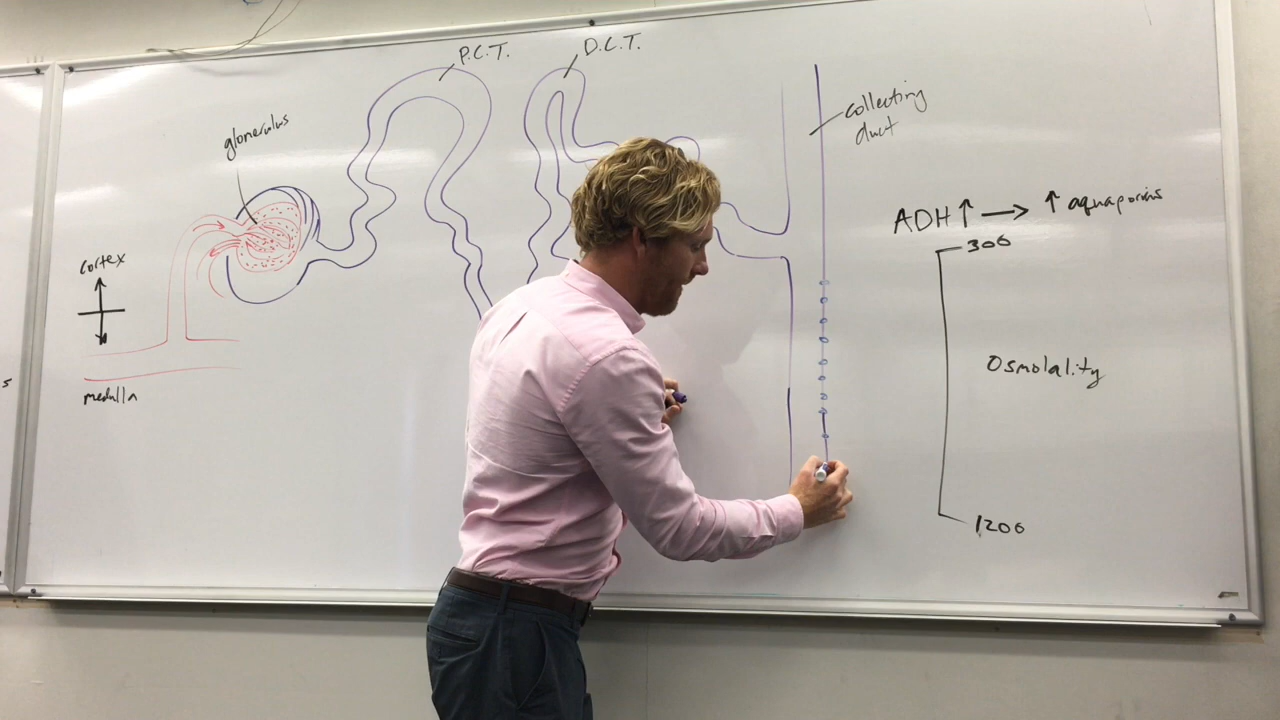 P.C.T.
D.C.T.
glomerulus
collecting
duct
ADH↑ → ↑ aquaporins
300
cortex
Osmolality
medulla
1200
s